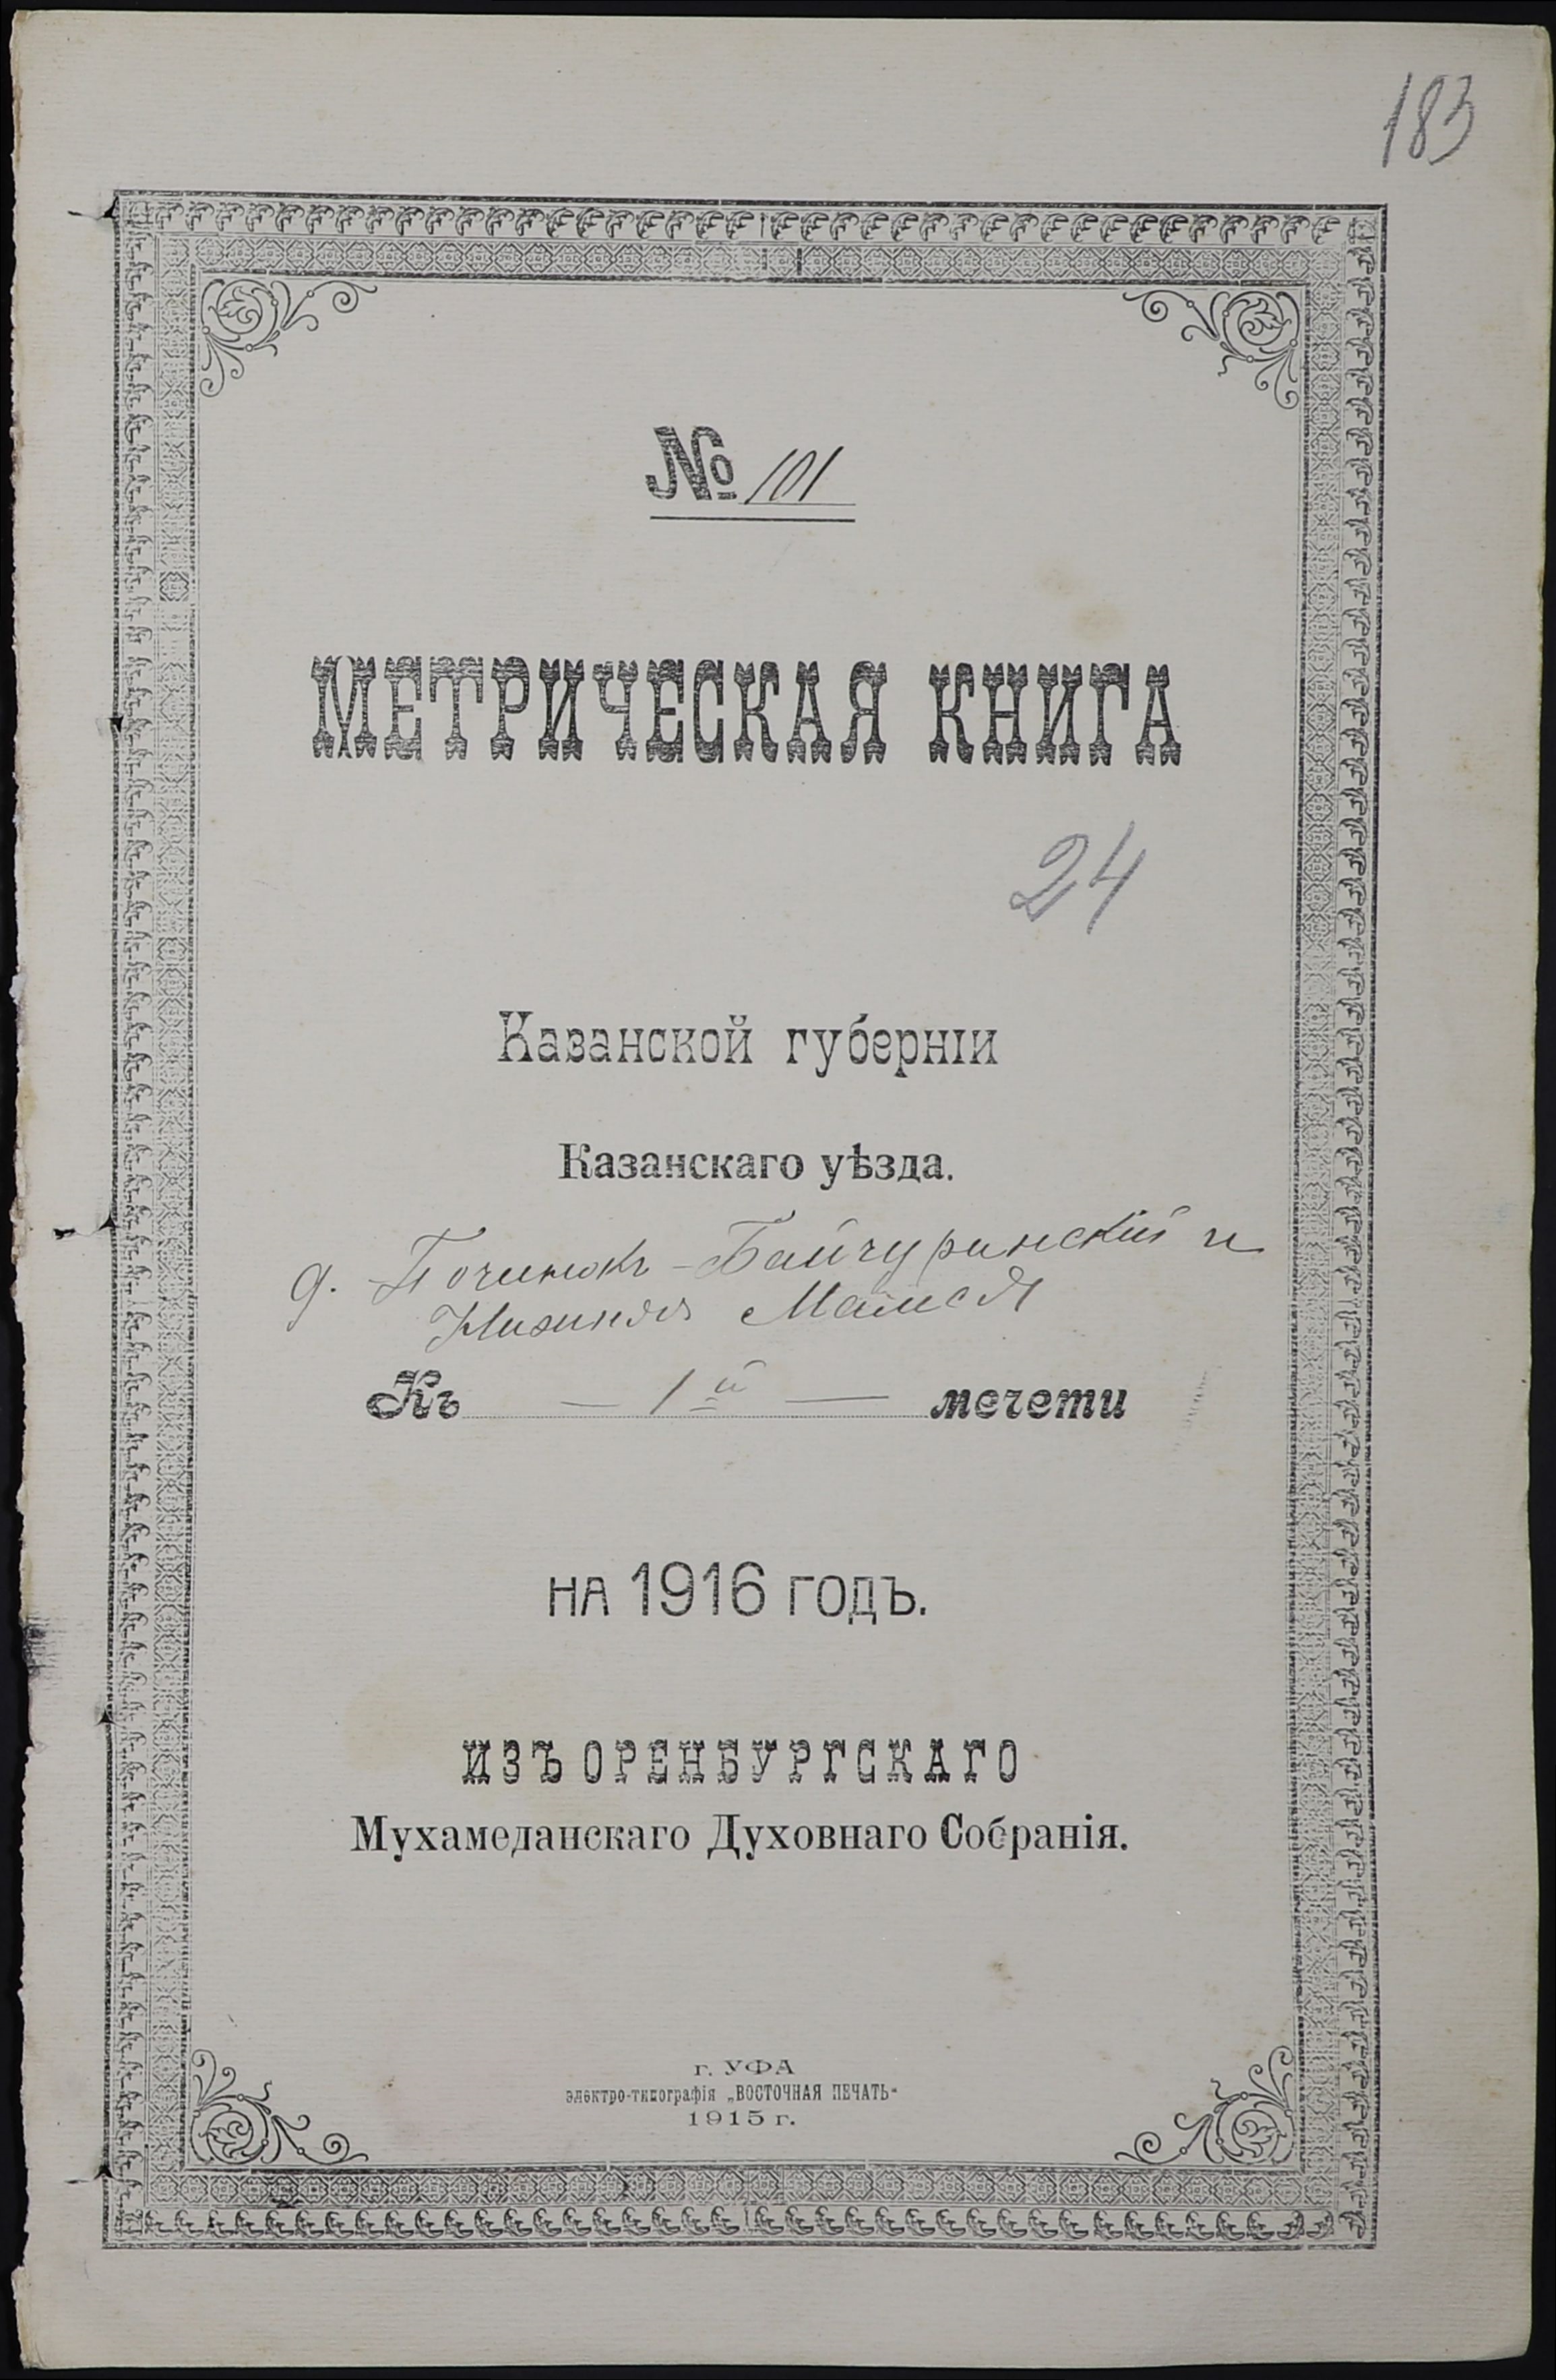 183
№ 101
МЕТРИЧЕСКАЯ КНИГА
24
Казанской губернiи
Казанскаго уѣзда.
д. Починокъ-Байчуринскiй и
Нижняя Мамся
Къ — 1й — мечети
на 1916 годъ.
ИЗЪ ОРЕНБУРГСКАГО
Мухамеданскаго Духовнаго Собранiя.
г. УФА
электро-типографiя „ВОСТОЧНАЯ ПЕЧАТЬ“
1915 г.